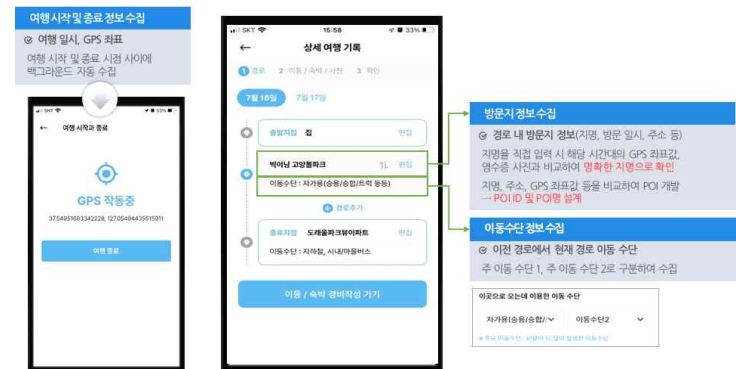 여행 시작 및 종료 정보 수집
여행 일시, GPS 좌표
여행 시작 및 종료 시점 사이에
백그라운드 자동 수집
SKT
33%
← 여행 시작과 종료
GPS 작동중
37.5495168334222
여행 종료
SKT 15:58 33%
← 상세 여행 기록
1 경로 2 이동 / 숙박 / 사진 3 확인
7월 16일 7월 17일
출발지점 집 편집
벅이닝 고양볼파크 편집
이동수단 : 자가용(승용/승합/트럭 등등)
경로추가
종료지점 도래울파크뷰아파트 편집
이동수단 : 지하철, 시내/마을버스
이동 / 숙박 경비작성 가기
방문지 정보 수집
경로 내 방문지 정보(지명, 방문 일시, 주소 등)
지명을 직접 입력 시 해당 시간대의 GPS 좌표값,
영수증 사진과 비교하여 명확한 지명으로 확인
지명, 주소, GPS 좌표값 등을 비교하여 POI 개발
→ POI ID 및 POI명 설계
이동수단 정보 수집
이전 경로에서 현재 경로 이동 수단
주 이동 수단 1, 주 이동 수단 2로 구분하여 수집
이곳으로 오는데 이용한 이동 수단
자가용(승용/승합/: 이동수단2